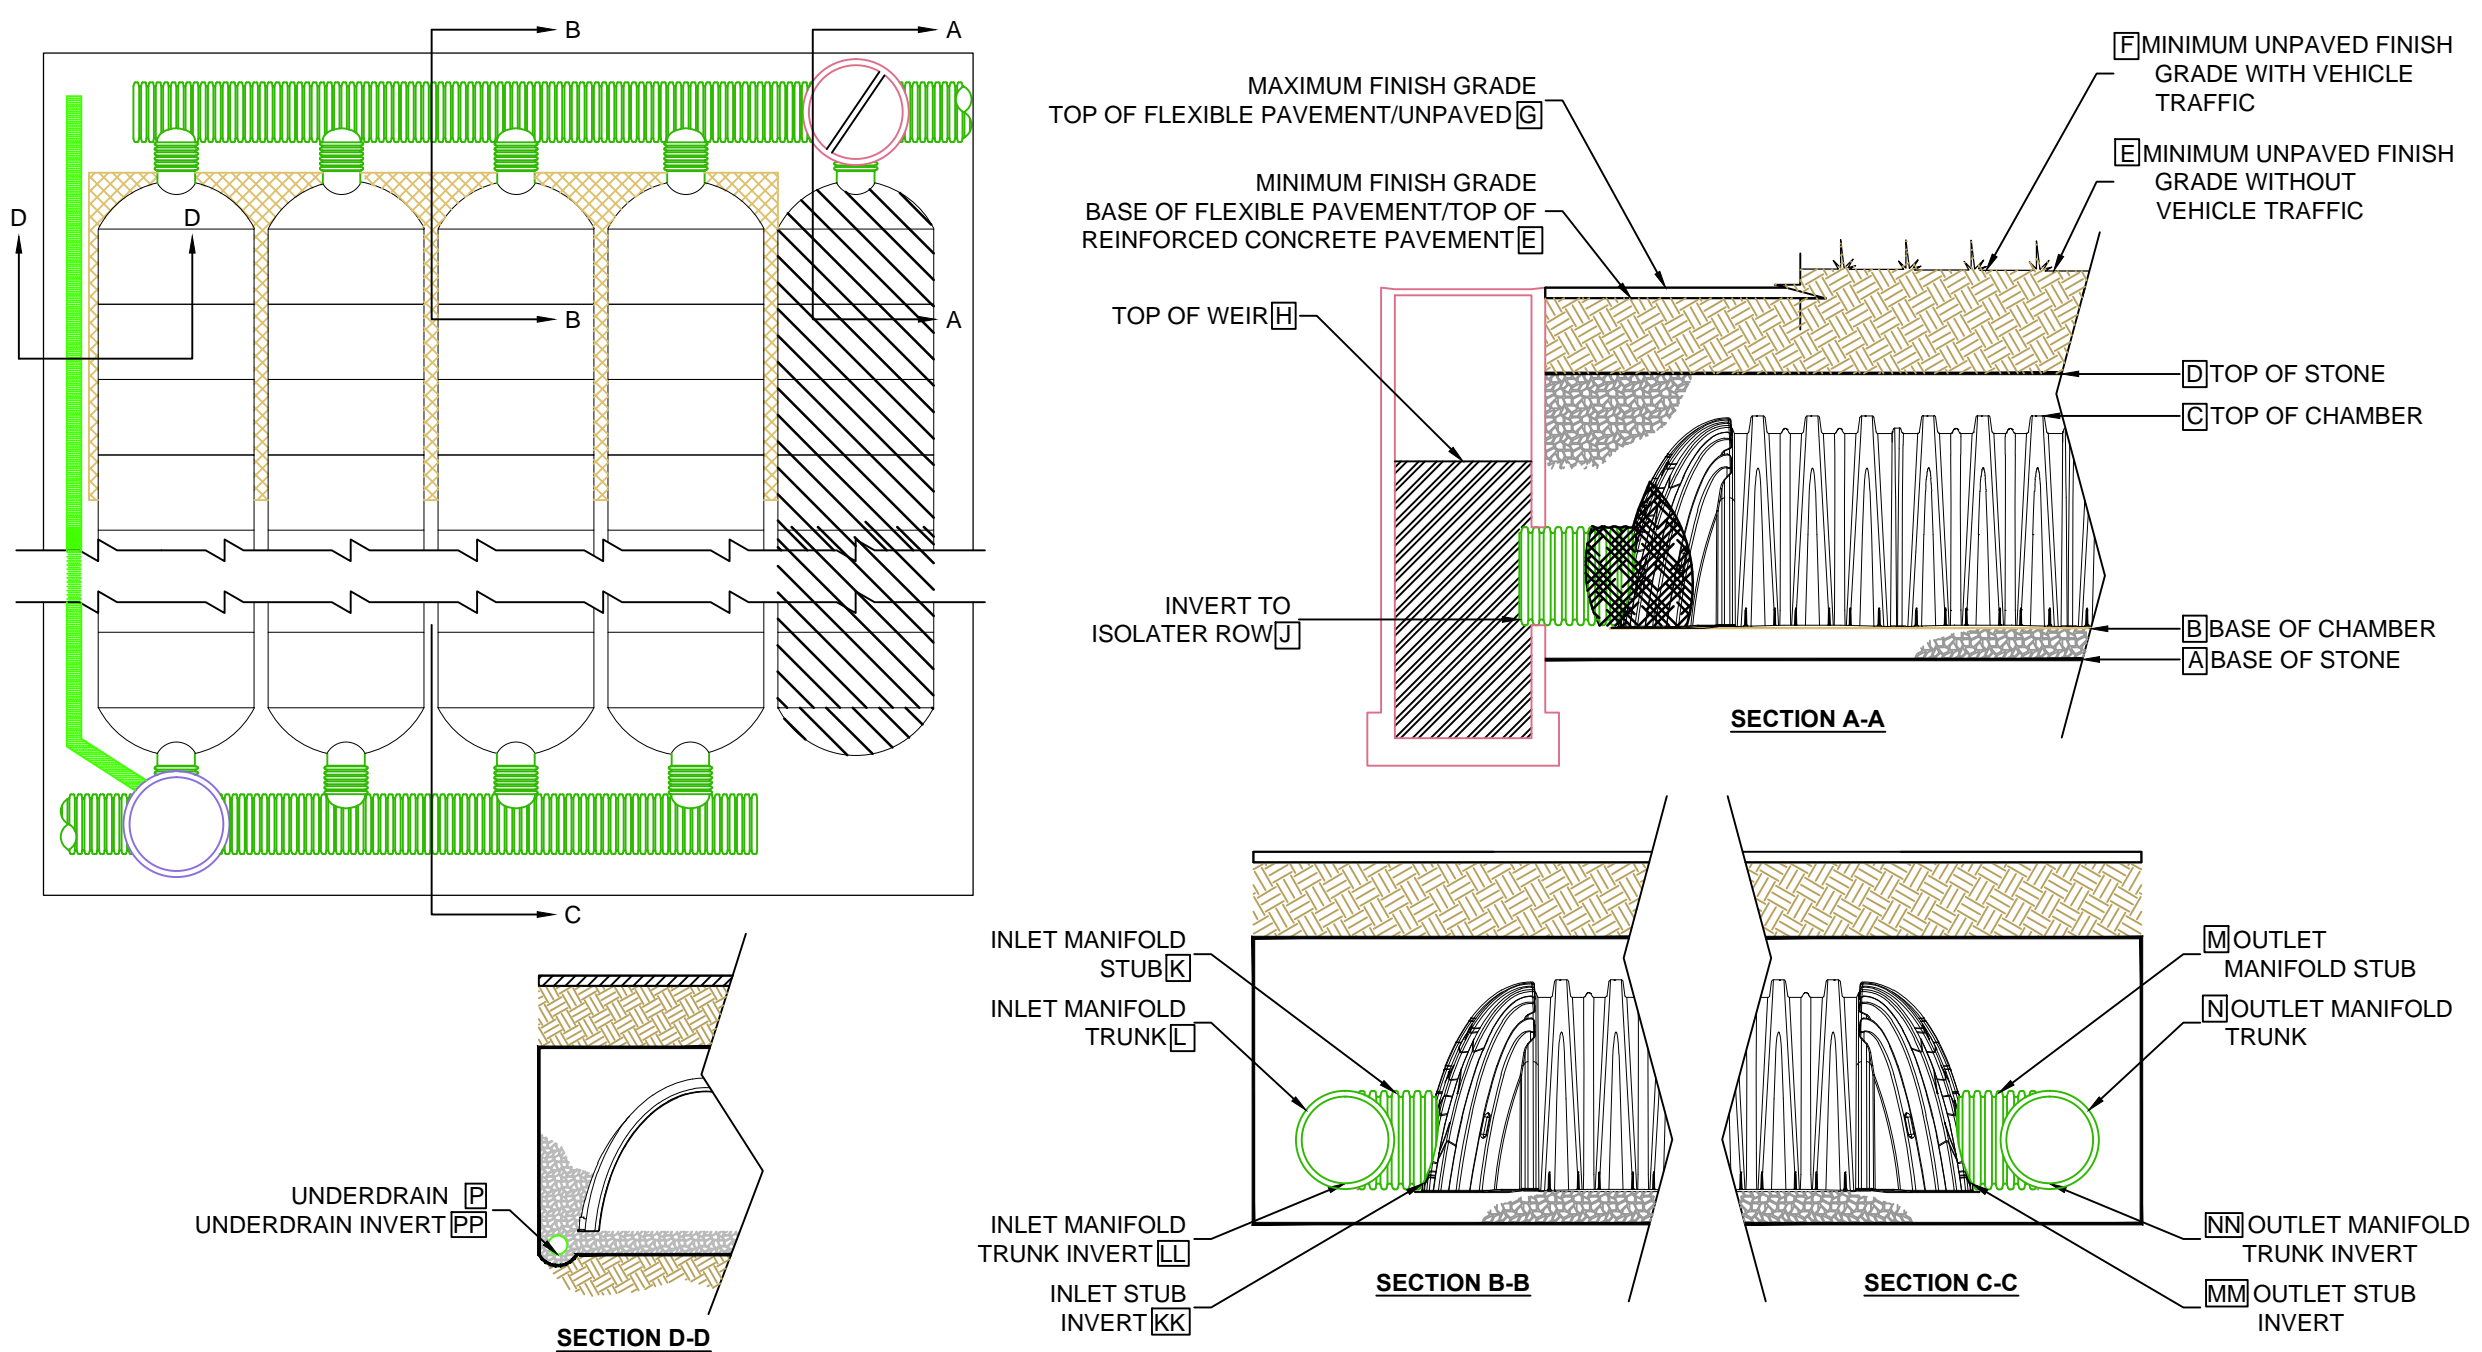 B
A
D
D
B
A
C
MAXIMUM FINISH GRADE
TOP OF FLEXIBLE PAVEMENT/UNPAVED G
MINIMUM FINISH GRADE
BASE OF FLEXIBLE PAVEMENT/TOP OF
REINFORCED CONCRETE PAVEMENT E
TOP OF WEIR H
INVERT TO
ISOLATER ROW J
F MINIMUM UNPAVED FINISH
GRADE WITH VEHICLE
TRAFFIC
E MINIMUM UNPAVED FINISH
GRADE WITHOUT
VEHICLE TRAFFIC
D TOP OF STONE
C TOP OF CHAMBER
B BASE OF CHAMBER
A BASE OF STONE
SECTION A-A
UNDERDRAIN P
UNDERDRAIN INVERT PP
SECTION D-D
INLET MANIFOLD
STUB K
INLET MANIFOLD
TRUNK L
INLET MANIFOLD
TRUNK INVERT LL
INLET STUB
INVERT KK
SECTION B-B
SECTION C-C
M OUTLET
MANIFOLD STUB
N OUTLET MANIFOLD
TRUNK
NN OUTLET MANIFOLD
TRUNK INVERT
MM OUTLET STUB
INVERT